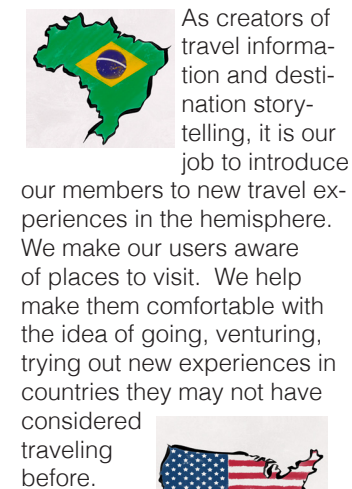 As creators of
travel informa-
tion and desti-
nation story-
telling, it is our
job to introduce
our members to new travel ex-
periences in the hemisphere.
We make our users aware
of places to visit.  We help
make them comfortable with
the idea of going, venturing,
trying out new experiences in
countries they may not have
considered
traveling
before.